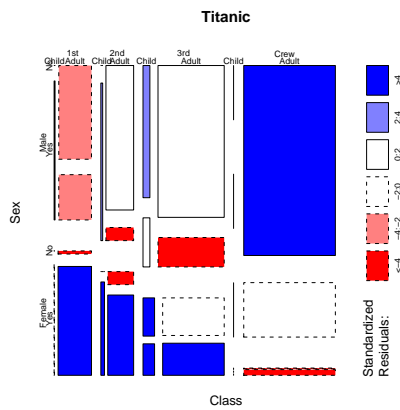 Titanic
1st 2nd 3rd Crew
Child Adult Child Adult Child Adult Child Adult
Sex
Male
No
Yes
Female
No
Yes
Class
Standardized
Residuals:
<-4
-4:-2
-2:0
0:2
2:4
>4